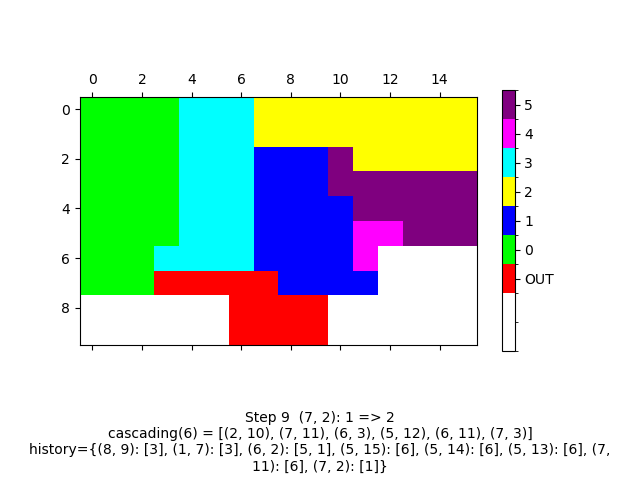 0 2 4 6 8 10 12 14
0
2
4
6
8
5
4
3
2
1
0
OUT
Step 9  (7, 2): 1 => 2
cascading(6) = [(2, 10), (7, 11), (6, 3), (5, 12), (6, 11), (7, 3)]
history={(8, 9): [3], (1, 7): [3], (6, 2): [5, 1], (5, 15): [6], (5, 14): [6], (5, 13): [6], (7,
11): [6], (7, 2): [1]}